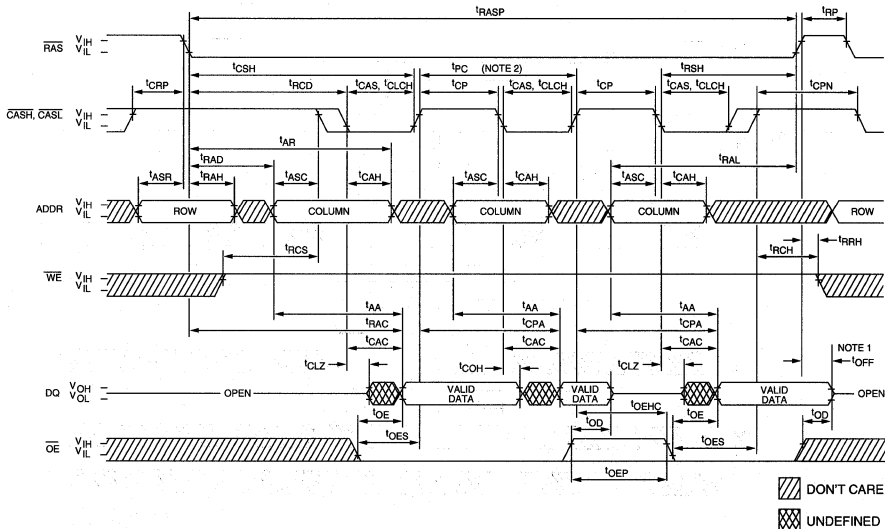 tRASP
tRP
RAS VIH
VIL
tCSH
tPC (NOTE 2)
tRSH
tCRP
tRCD
tCAS, tCLCH
tCP
tCAS, tCLCH
tCP
tCAS, tCLCH
tCPN
CASH, CASL VIH
VIL
tAR
tRAD
tRAL
tASR
tRAH
tASC
tCAH
tASC
tCAH
tASC
tCAH
ADDR VIH
VIL
ROW
COLUMN
COLUMN
COLUMN
ROW
tRCS
tRCH
tRRH
WE VIH
VIL
tAA
tAA
tAA
tRAC
tCPA
tCPA
tCAC
tCAC
tCAC
NOTE 1
tCLZ
tCOH
tCLZ
tOFF
DQ VOH
VOL
OPEN
VALID DATA
VALID DATA
VALID DATA
OPEN
tOE
tOEHC
tOE
tOD
tOD
tOES
tOES
OE VIH
VIL
tOEP
DON'T CARE
UNDEFINED